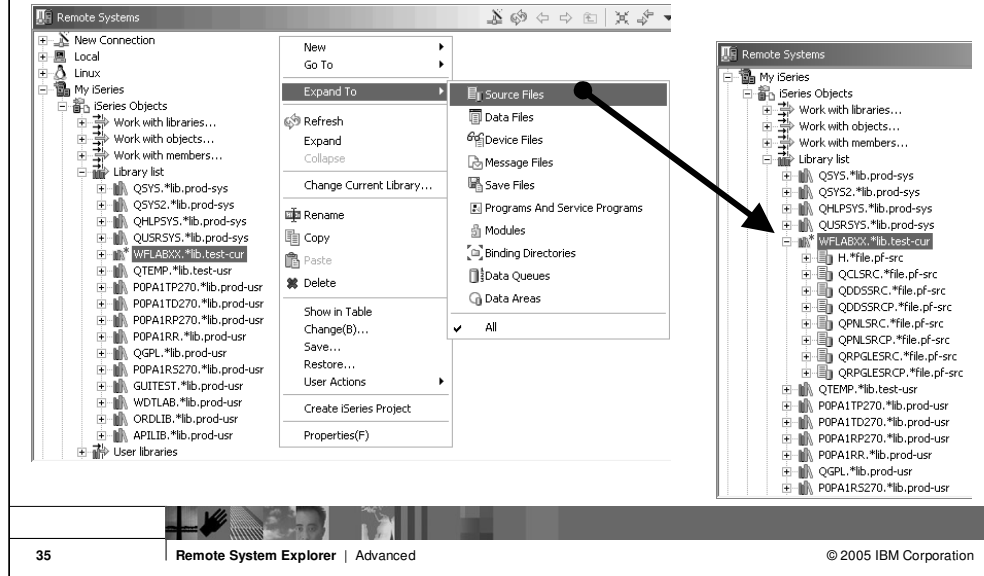 Remote Systems
New Connection
Local
Linux
My iSeries
iSeries Objects
Work with libraries...
Work with objects...
Work with members...
Library list
QSYS.*lib.prod-sys
QSYS2.*lib.prod-sys
QHLPSYS.*lib.prod-sys
QUSRSYS.*lib.prod-sys
WFLABXX.*lib.test-cur
QTEMP.*lib.test-usr
P0PA1TP270.*lib.prod-usr
P0PA1TD270.*lib.prod-usr
P0PA1RP270.*lib.prod-usr
P0PA1RR.*lib.prod-usr
QGPL.*lib.prod-usr
P0PA1RS270.*lib.prod-usr
GUITEST.*lib.prod-usr
WDTLAB.*lib.prod-usr
ORDLIB.*lib.prod-usr
APILIB.*lib.prod-usr
User libraries
New
Go To
Expand To
Refresh
Expand
Collapse
Change Current Library...
Rename
Copy
Paste
Delete
Show in Table
Change(B)...
Save...
Restore...
User Actions
Create iSeries Project
Properties(F)
Source Files
Data Files
Device Files
Message Files
Save Files
Programs And Service Programs
Modules
Binding Directories
Data Queues
Data Areas
All
Remote Systems
My iSeries
iSeries Objects
Work with libraries...
Work with objects...
Work with members...
Library list
QSYS.*lib.prod-sys
QSYS2.*lib.prod-sys
QHLPSYS.*lib.prod-sys
QUSRSYS.*lib.prod-sys
WFLABXX.*lib.test-cur
H.*file.pf-src
QCLSRC.*file.pf-src
QDDSSRC.*file.pf-src
QDDSSRCP.*file.pf-src
QPNLSRC.*file.pf-src
QPNLSRCP.*file.pf-src
QRPGLESRC.*file.pf-src
QRPGLESRCP.*file.pf-src
QTEMP.*lib.test-usr
P0PA1TP270.*lib.prod-usr
P0PA1TD270.*lib.prod-usr
P0PA1RP270.*lib.prod-usr
P0PA1RR.*lib.prod-usr
QGPL.*lib.prod-usr
P0PA1RS270.*lib.prod-usr
35
Remote System Explorer | Advanced
© 2005 IBM Corporation